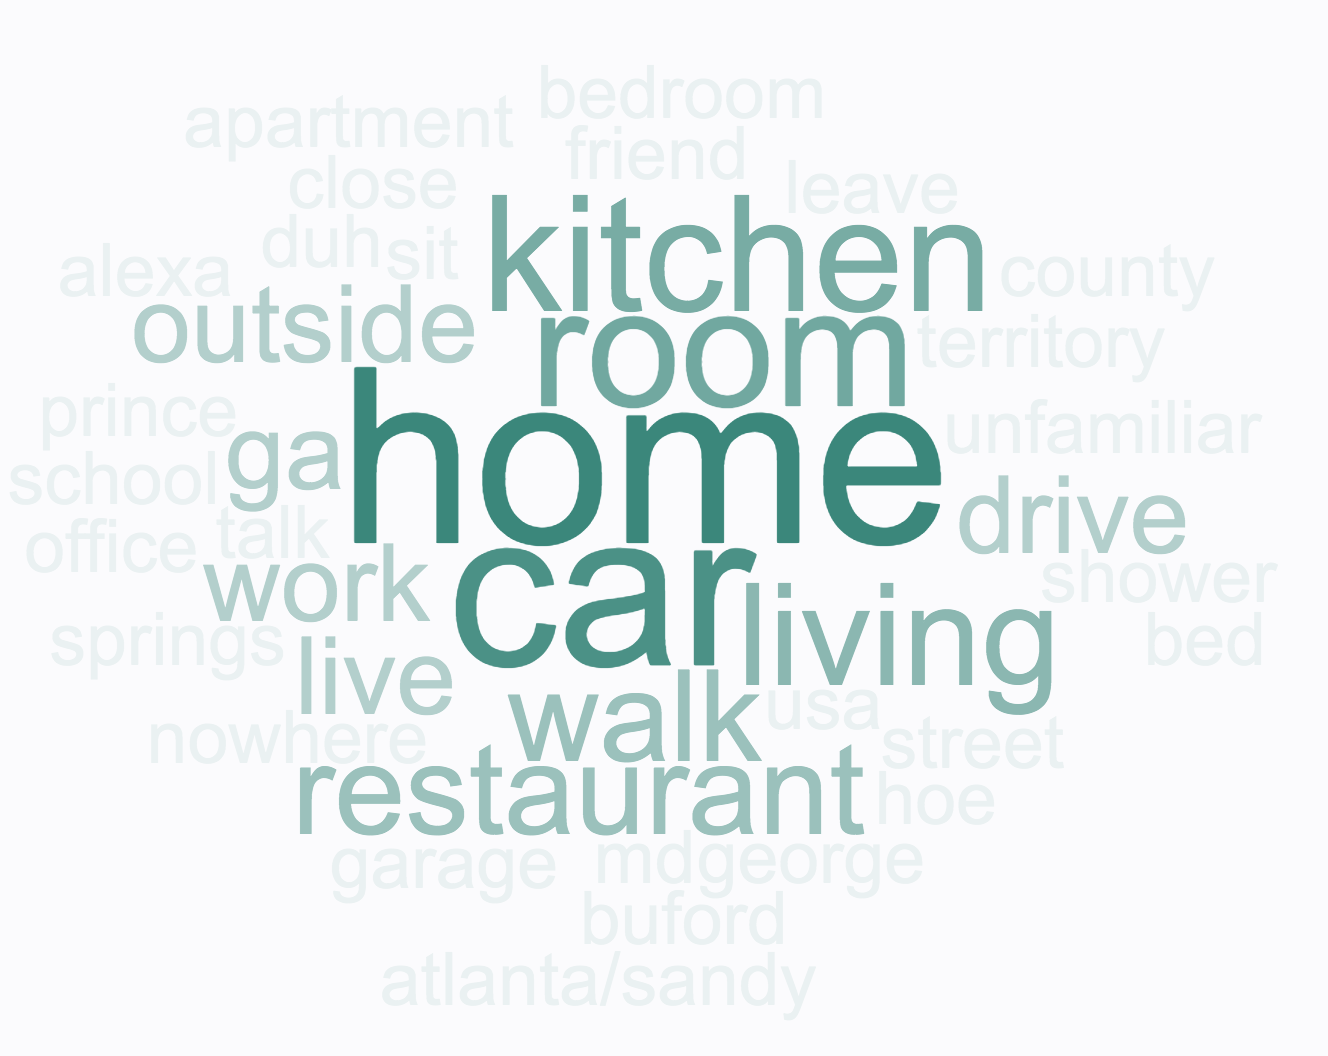 bedroom
apartment
friend
close
leave
kitchen
duh
sit
alexa
county
outside
room
territory
home
prince
unfamiliar
ga
school
drive
talk
office
work
car
shower
living
springs
bed
live
walk
usa
nowhere
street
restaurant
hoe
garage
mdgeorge
buford
atlanta/sandy